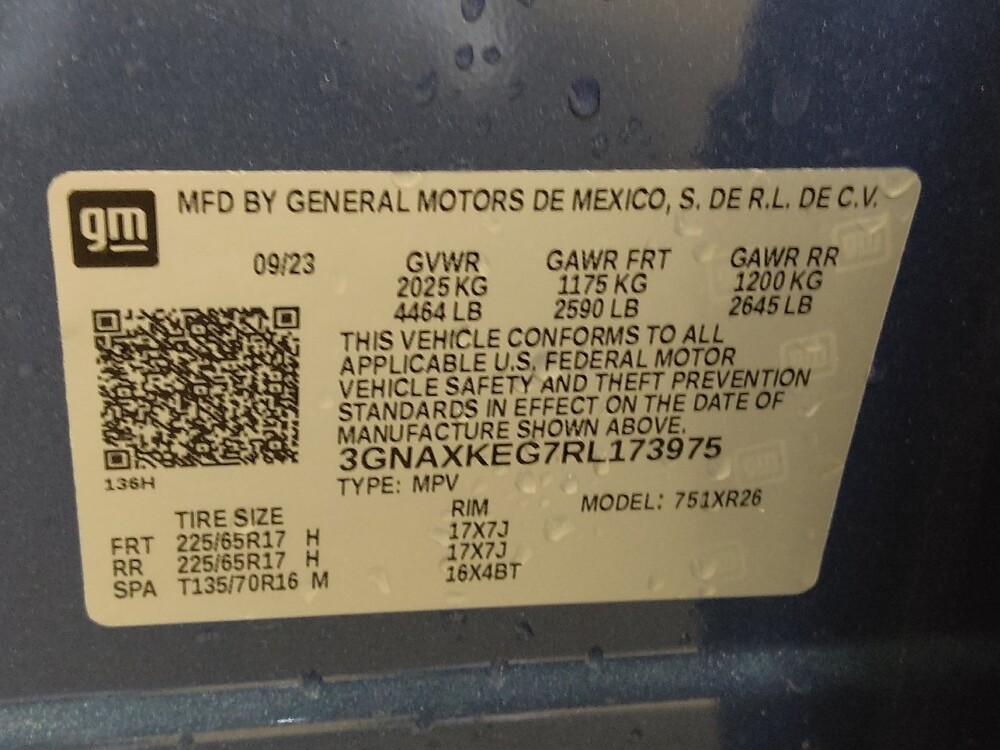 gm
MFD BY GENERAL MOTORS DE MEXICO, S. DE R.L. DE C.V.
09/23 GVWR GAWR FRT GAWR RR
2025 KG 1175 KG 1200 KG
4464 LB 2590 LB 2645 LB
THIS VEHICLE CONFORMS TO ALL
APPLICABLE U.S. FEDERAL MOTOR
VEHICLE SAFETY AND THEFT PREVENTION
STANDARDS IN EFFECT ON THE DATE OF
MANUFACTURE SHOWN ABOVE.
3GNAXKEG7RL173975
136H
TYPE: MPV MODEL: 751XR26
TIRE SIZE RIM
FRT 225/65R17 H 17X7J
RR 225/65R17 H 17X7J
SPA T135/70R16 M 16X4BT